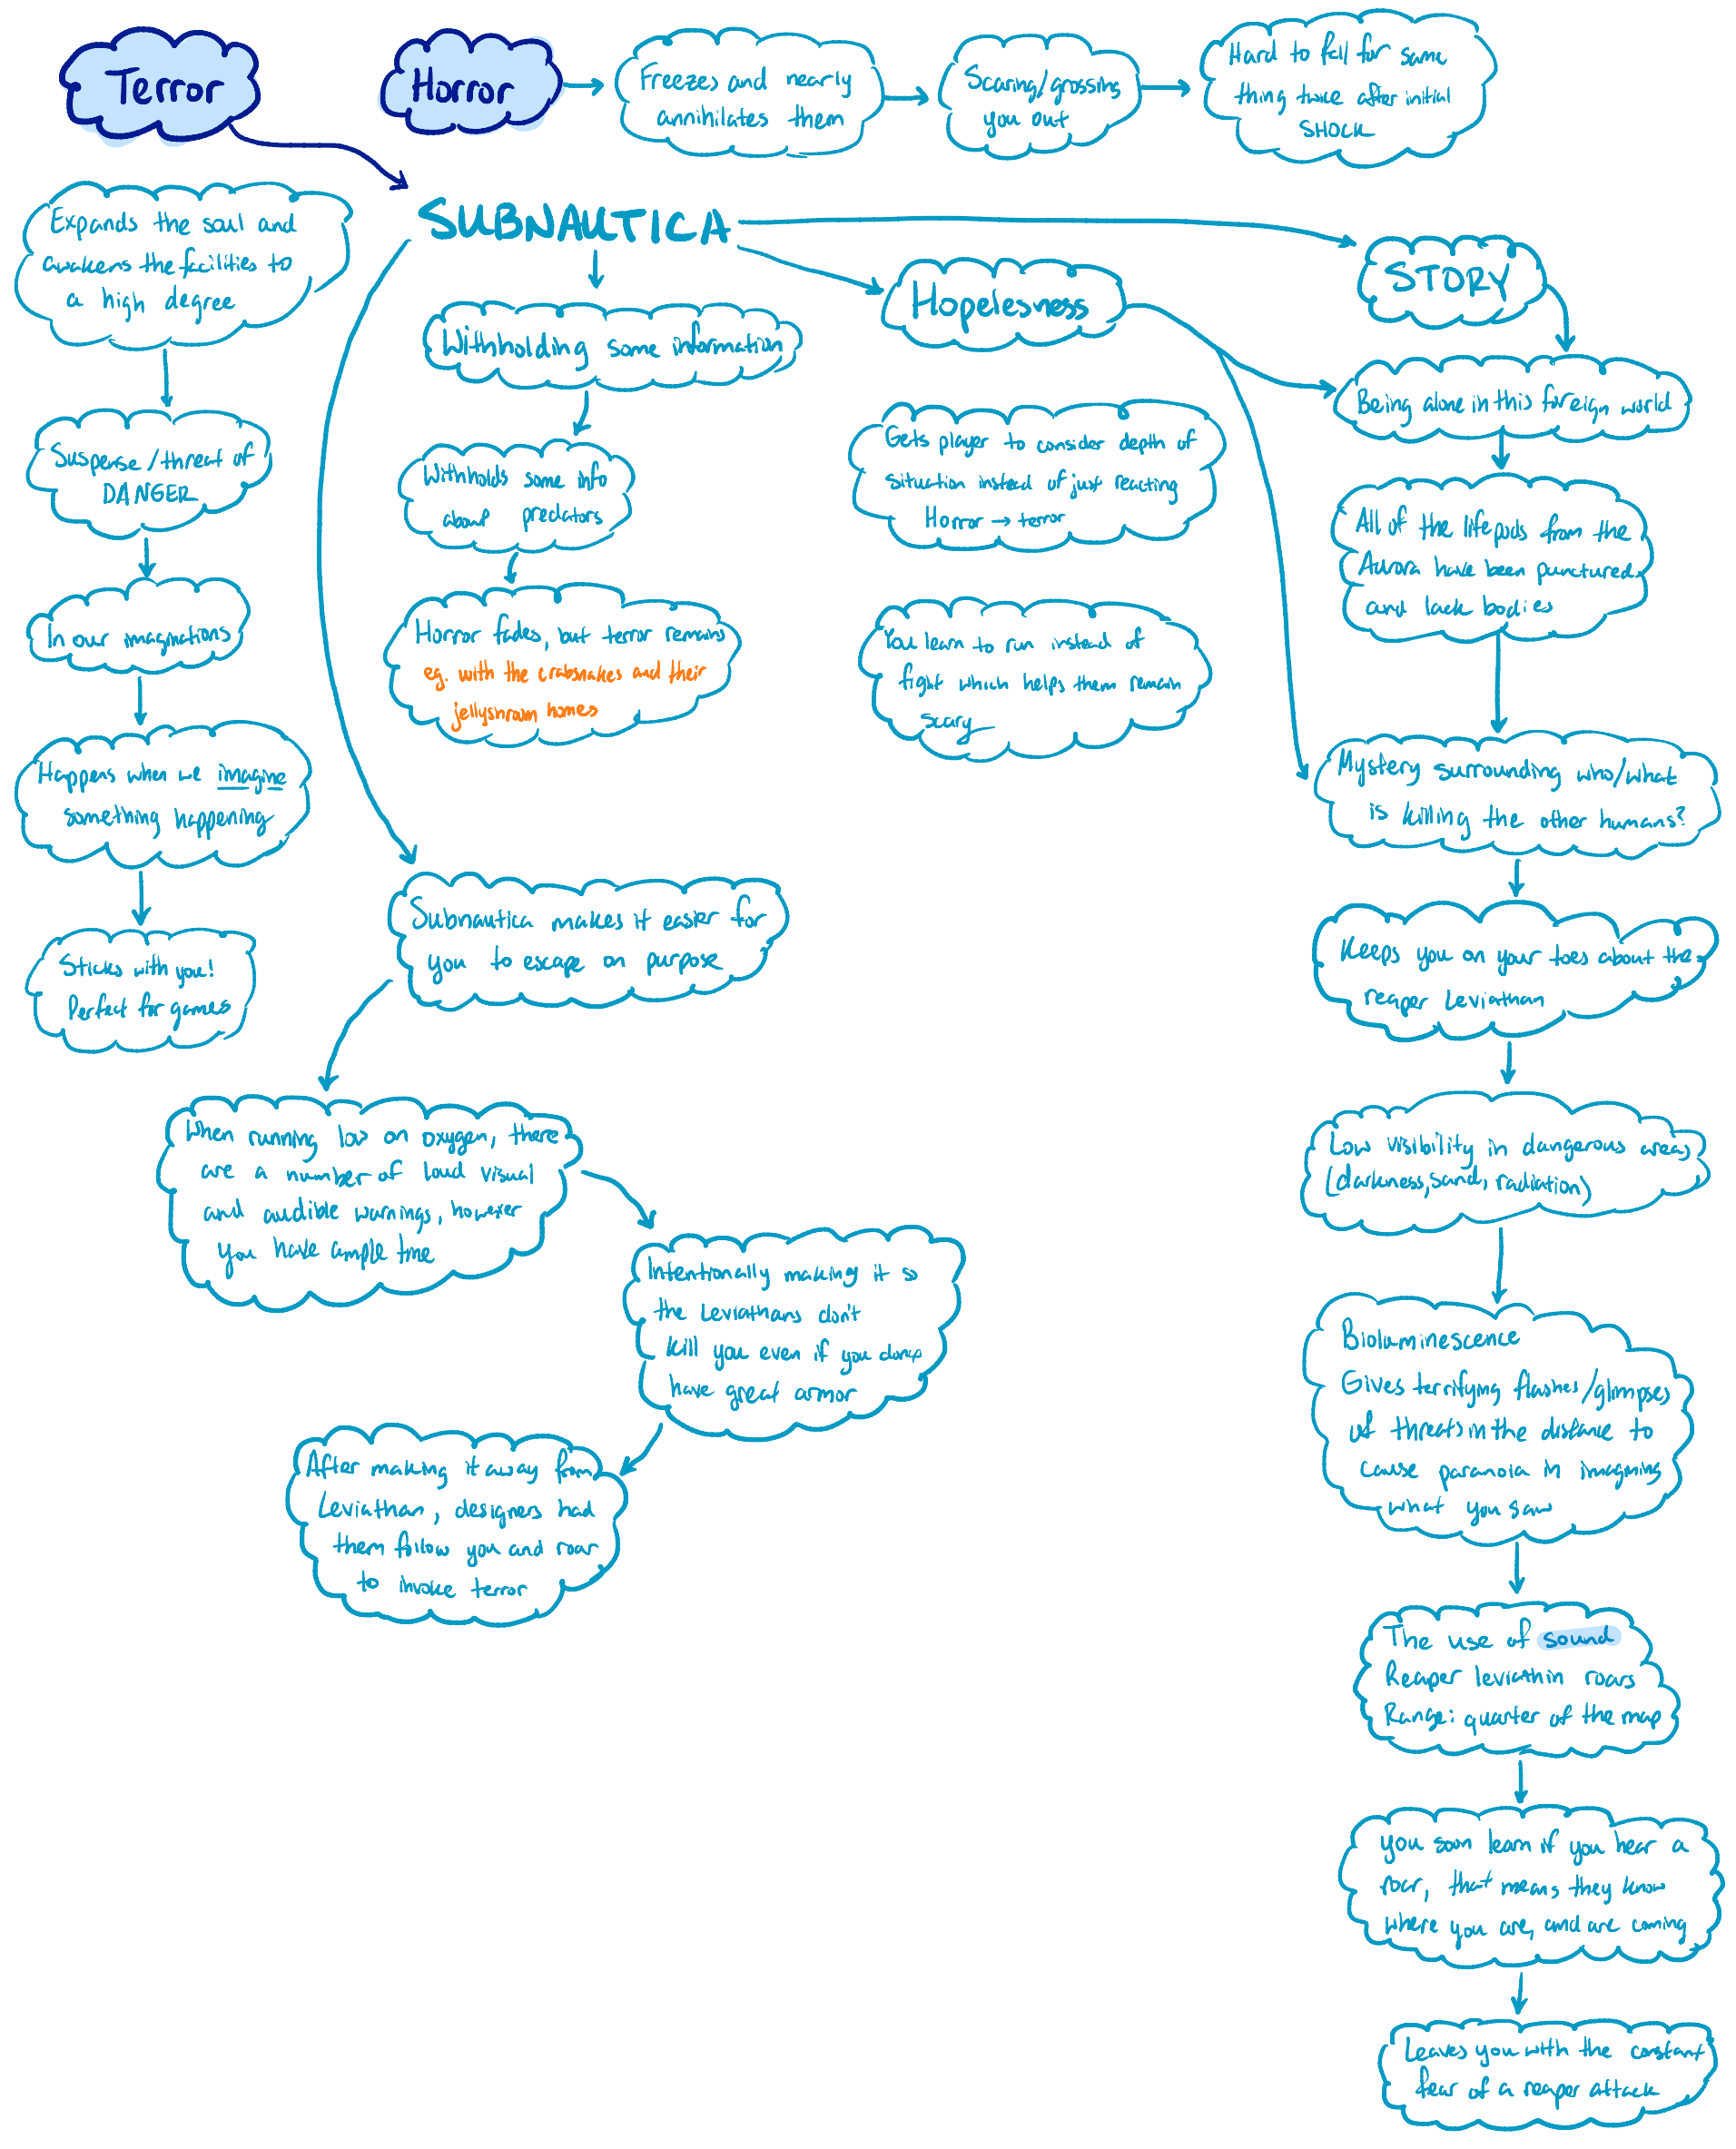 Terror
Horror
Freezes and nearly
annihilates them
Scaring/grossing
you out
Hard to fall for same
thing twice after initial
SHOCK
Expands the soul and
awakens the facilities to
a high degree
Suspense/threat of
DANGER
In our imaginations
Happens when we imagine
something happening
Sticks with you!
Perfect for games
SUBNAUTICA
Withholding some information
Withholds some info
about predators
Horror fades, but terror remains
eg. with the crabsnakes and their
jellyshroom homes
Hopelesness
Gets player to consider depth of
situation instead of just reacting
Horror → terror
You learn to run instead of
fight which helps them remain
scary
STORY
Being alone in this foreign world
All of the lifepods from the
Aurora have been punctured
and lack bodies
Mystery surrounding who/what
is killing the other humans?
Keeps you on your toes about the
reaper Leviathan
Low visibility in dangerous areas
(darkness, sand, radiation)
Bioluminescence
Gives terrifying flashes/glimpses
of threats in the distance to
cause paranoia in imagining
what you saw
The use of sound
Reaper leviathin roars
Range: quarter of the map
you soon learn if you hear a
roar, that means they know
where you are, and are coming
Leaves you with the constant
fear of a reaper attack
Subnautica makes it easier for
you to escape on purpose
When running low on oxygen, there
are a number of loud visual
and audible warnings, however
you have ample time
Intentionally making it so
the Leviathans don't
kill you even if you don't
have great armor
After making it away from
Leviathan, designers had
them follow you and roar
to invoke terror